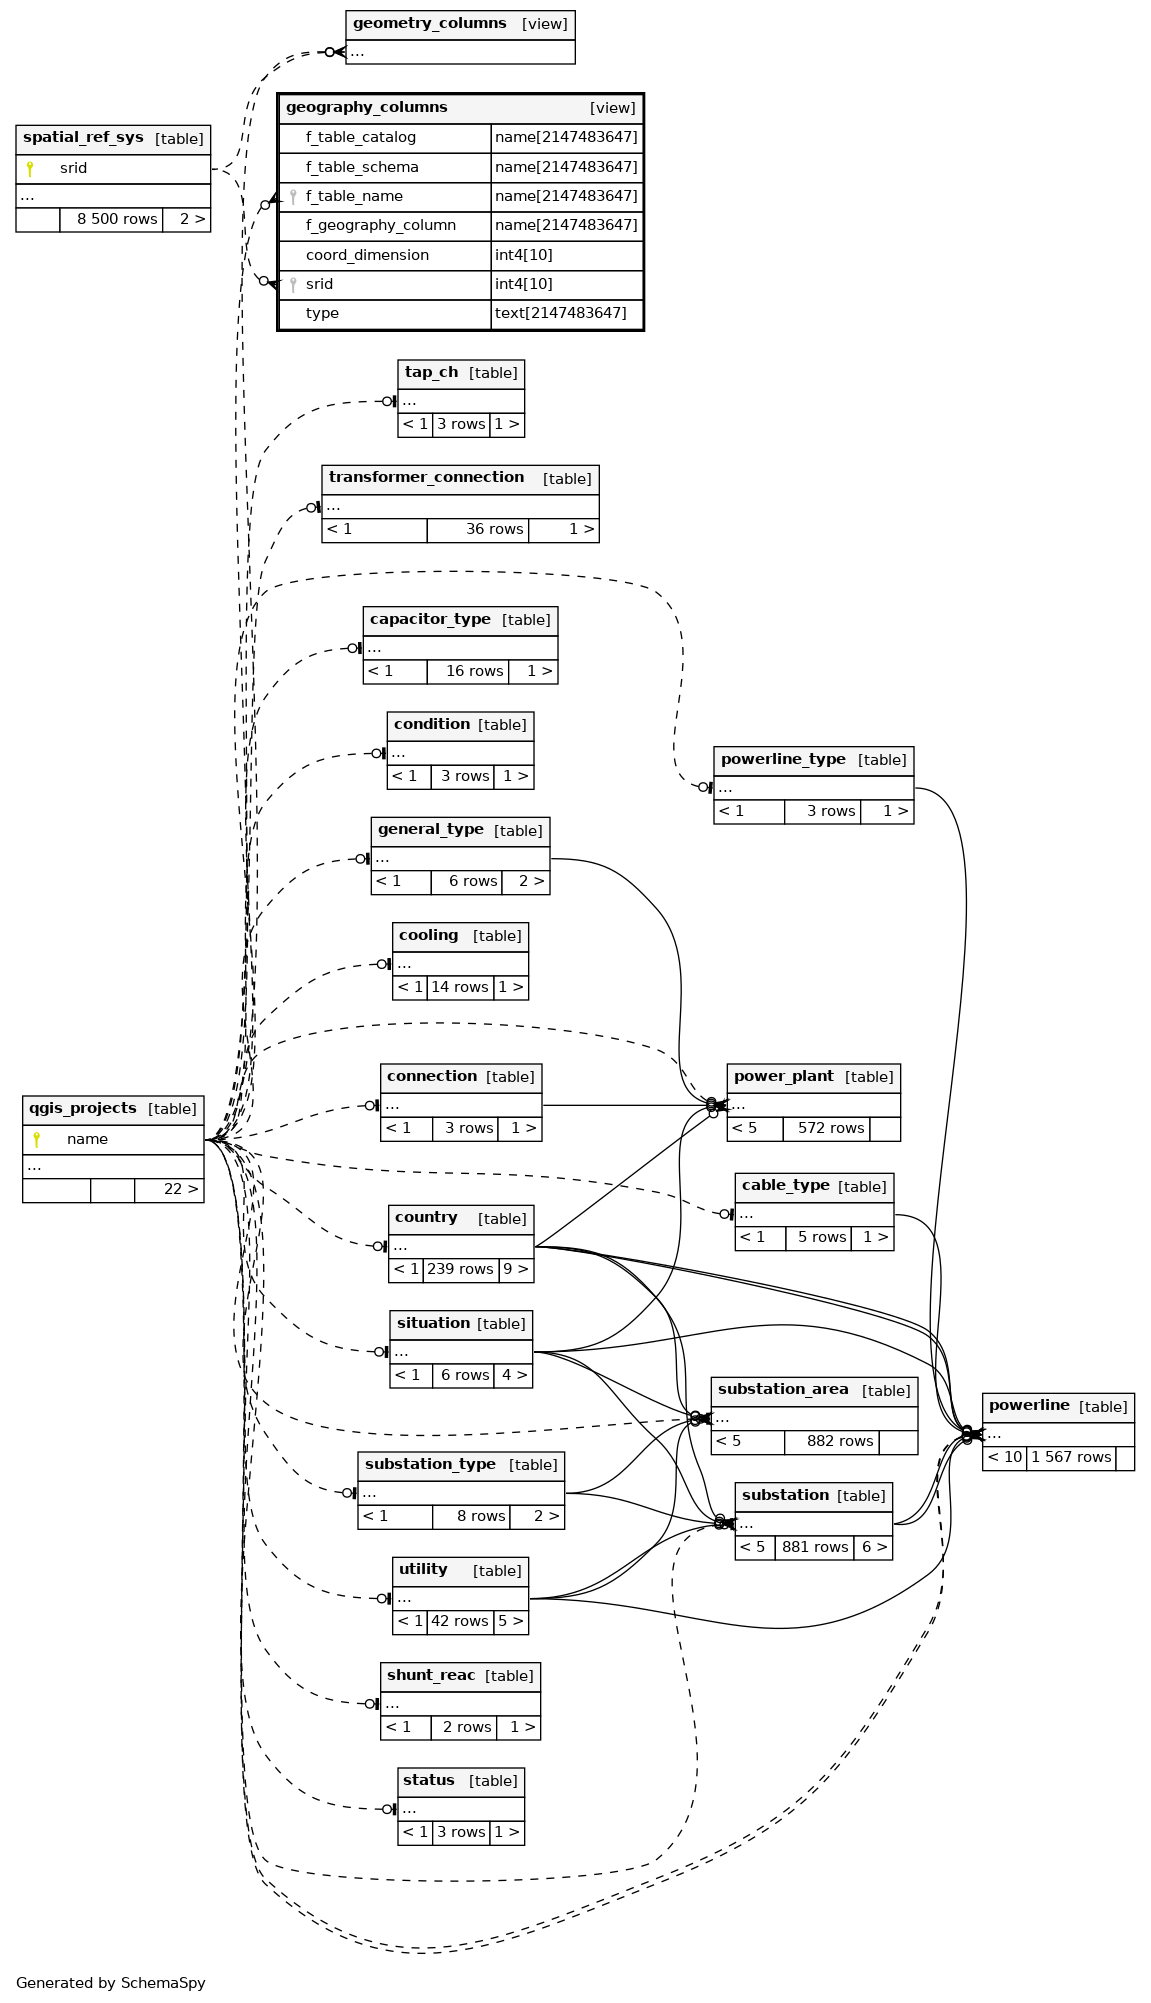 geometry_columns [view]
...
geography_columns [view]
f_table_catalog name[2147483647]
f_table_schema name[2147483647]
f_table_name name[2147483647]
f_geography_column name[2147483647]
coord_dimension int4[10]
srid int4[10]
type text[2147483647]
spatial_ref_sys [table]
srid
...
8 500 rows 2 >
tap_ch [table]
...
< 1 3 rows 1 >
transformer_connection [table]
...
< 1 36 rows 1 >
capacitor_type [table]
...
< 1 16 rows 1 >
condition [table]
...
< 1 3 rows 1 >
powerline_type [table]
...
< 1 3 rows 1 >
general_type [table]
...
< 1 6 rows 2 >
cooling [table]
...
< 1 14 rows 1 >
connection [table]
...
< 1 3 rows 1 >
power_plant [table]
...
< 5 572 rows
qgis_projects [table]
name
...
22 >
cable_type [table]
...
< 1 5 rows 1 >
country [table]
...
< 1 239 rows 9 >
situation [table]
...
< 1 6 rows 4 >
substation_area [table]
...
< 5 882 rows
powerline [table]
...
< 10 1 567 rows
substation_type [table]
...
< 1 8 rows 2 >
substation [table]
...
< 5 881 rows 6 >
utility [table]
...
< 1 42 rows 5 >
shunt_reac [table]
...
< 1 2 rows 1 >
status [table]
...
< 1 3 rows 1 >
Generated by SchemaSpy